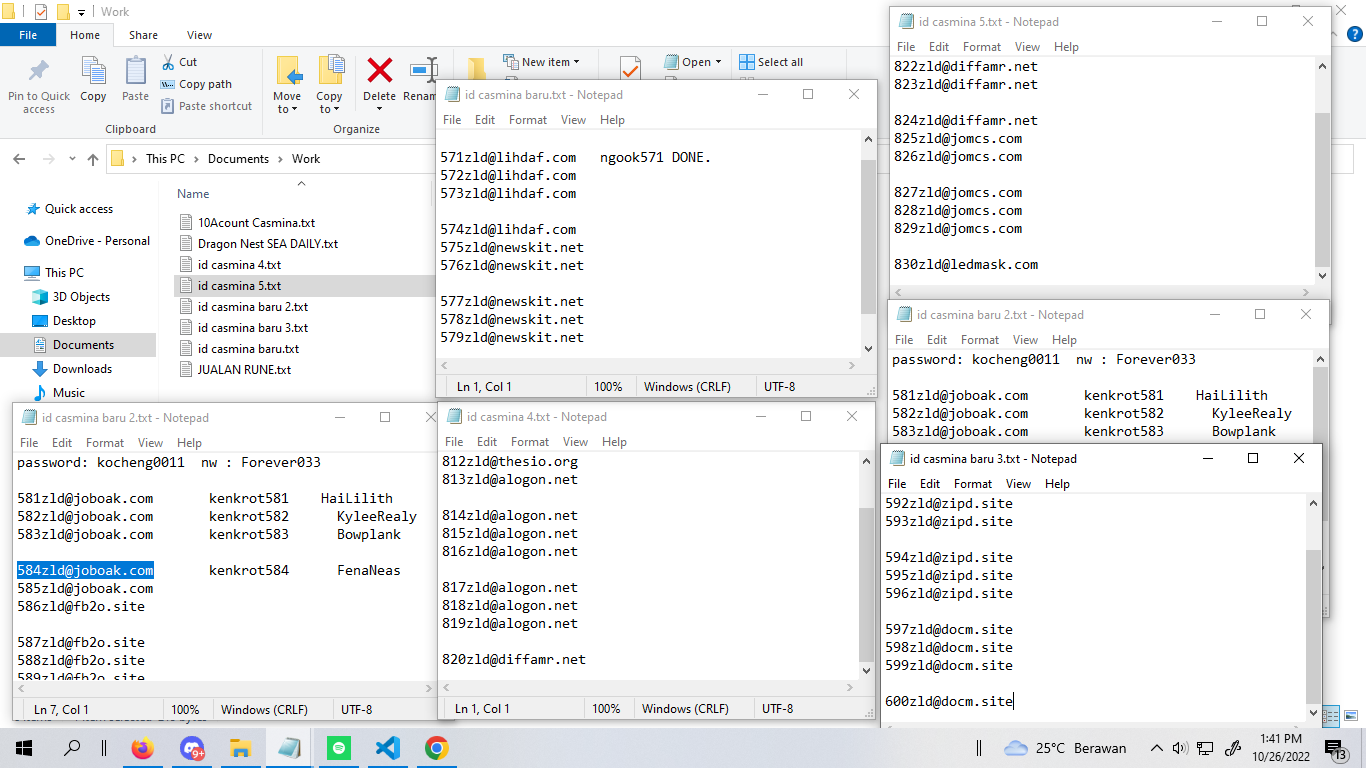 Work
File Home Share View
Pin to Quick access
Copy
Paste
Cut
Copy path
Paste shortcut
Clipboard
Move to
Copy to
Delete
Renam
Organize
New item
Open
Select all
This PC Documents Work
Quick access
OneDrive - Personal
This PC
3D Objects
Desktop
Documents
Downloads
Music
Name
10Acount Casmina.txt
Dragon Nest SEA DAILY.txt
id casmina 4.txt
id casmina 5.txt
id casmina baru 2.txt
id casmina baru 3.txt
id casmina baru.txt
JUALAN RUNE.txt
id casmina baru.txt - Notepad
File Edit Format View Help
571zld@lihdaf.com ngook571 DONE.
572zld@lihdaf.com
573zld@lihdaf.com
574zld@lihdaf.com
575zld@newskit.net
576zld@newskit.net
577zld@newskit.net
578zld@newskit.net
579zld@newskit.net
Ln 1, Col 1 100% Windows (CRLF) UTF-8
id casmina 5.txt - Notepad
File Edit Format View Help
822zld@diffamr.net
823zld@diffamr.net
824zld@diffamr.net
825zld@jomcs.com
826zld@jomcs.com
827zld@jomcs.com
828zld@jomcs.com
829zld@jomcs.com
830zld@ledmask.com
id casmina baru 2.txt - Notepad
File Edit Format View Help
password: kocheng0011 nw : Forever033
581zld@joboak.com kenkrot581 HaiLilith
582zld@joboak.com kenkrot582 KyleeRealy
583zld@joboak.com kenkrot583 Bowplank
id casmina baru 2.txt - Notepad
File Edit Format View Help
password: kocheng0011 nw : Forever033
581zld@joboak.com kenkrot581 HaiLilith
582zld@joboak.com kenkrot582 KyleeRealy
583zld@joboak.com kenkrot583 Bowplank
584zld@joboak.com kenkrot584 FenaNeas
585zld@joboak.com
586zld@fb2o.site
587zld@fb2o.site
588zld@fb2o.site
589zld@fb2o.site
Ln 7, Col 1 100% Windows (CRLF) UTF-8
id casmina 4.txt - Notepad
File Edit Format View Help
812zld@thesio.org
813zld@alogon.net
814zld@alogon.net
815zld@alogon.net
816zld@alogon.net
817zld@alogon.net
818zld@alogon.net
819zld@alogon.net
820zld@diffamr.net
Ln 1, Col 1 100% Windows (CRLF) UTF-8
id casmina baru 3.txt - Notepad
File Edit Format View Help
592zld@zipd.site
593zld@zipd.site
594zld@zipd.site
595zld@zipd.site
596zld@zipd.site
597zld@docm.site
598zld@docm.site
599zld@docm.site
600zld@docm.site
9+
25°C Berawan
1:41 PM
10/26/2022
13